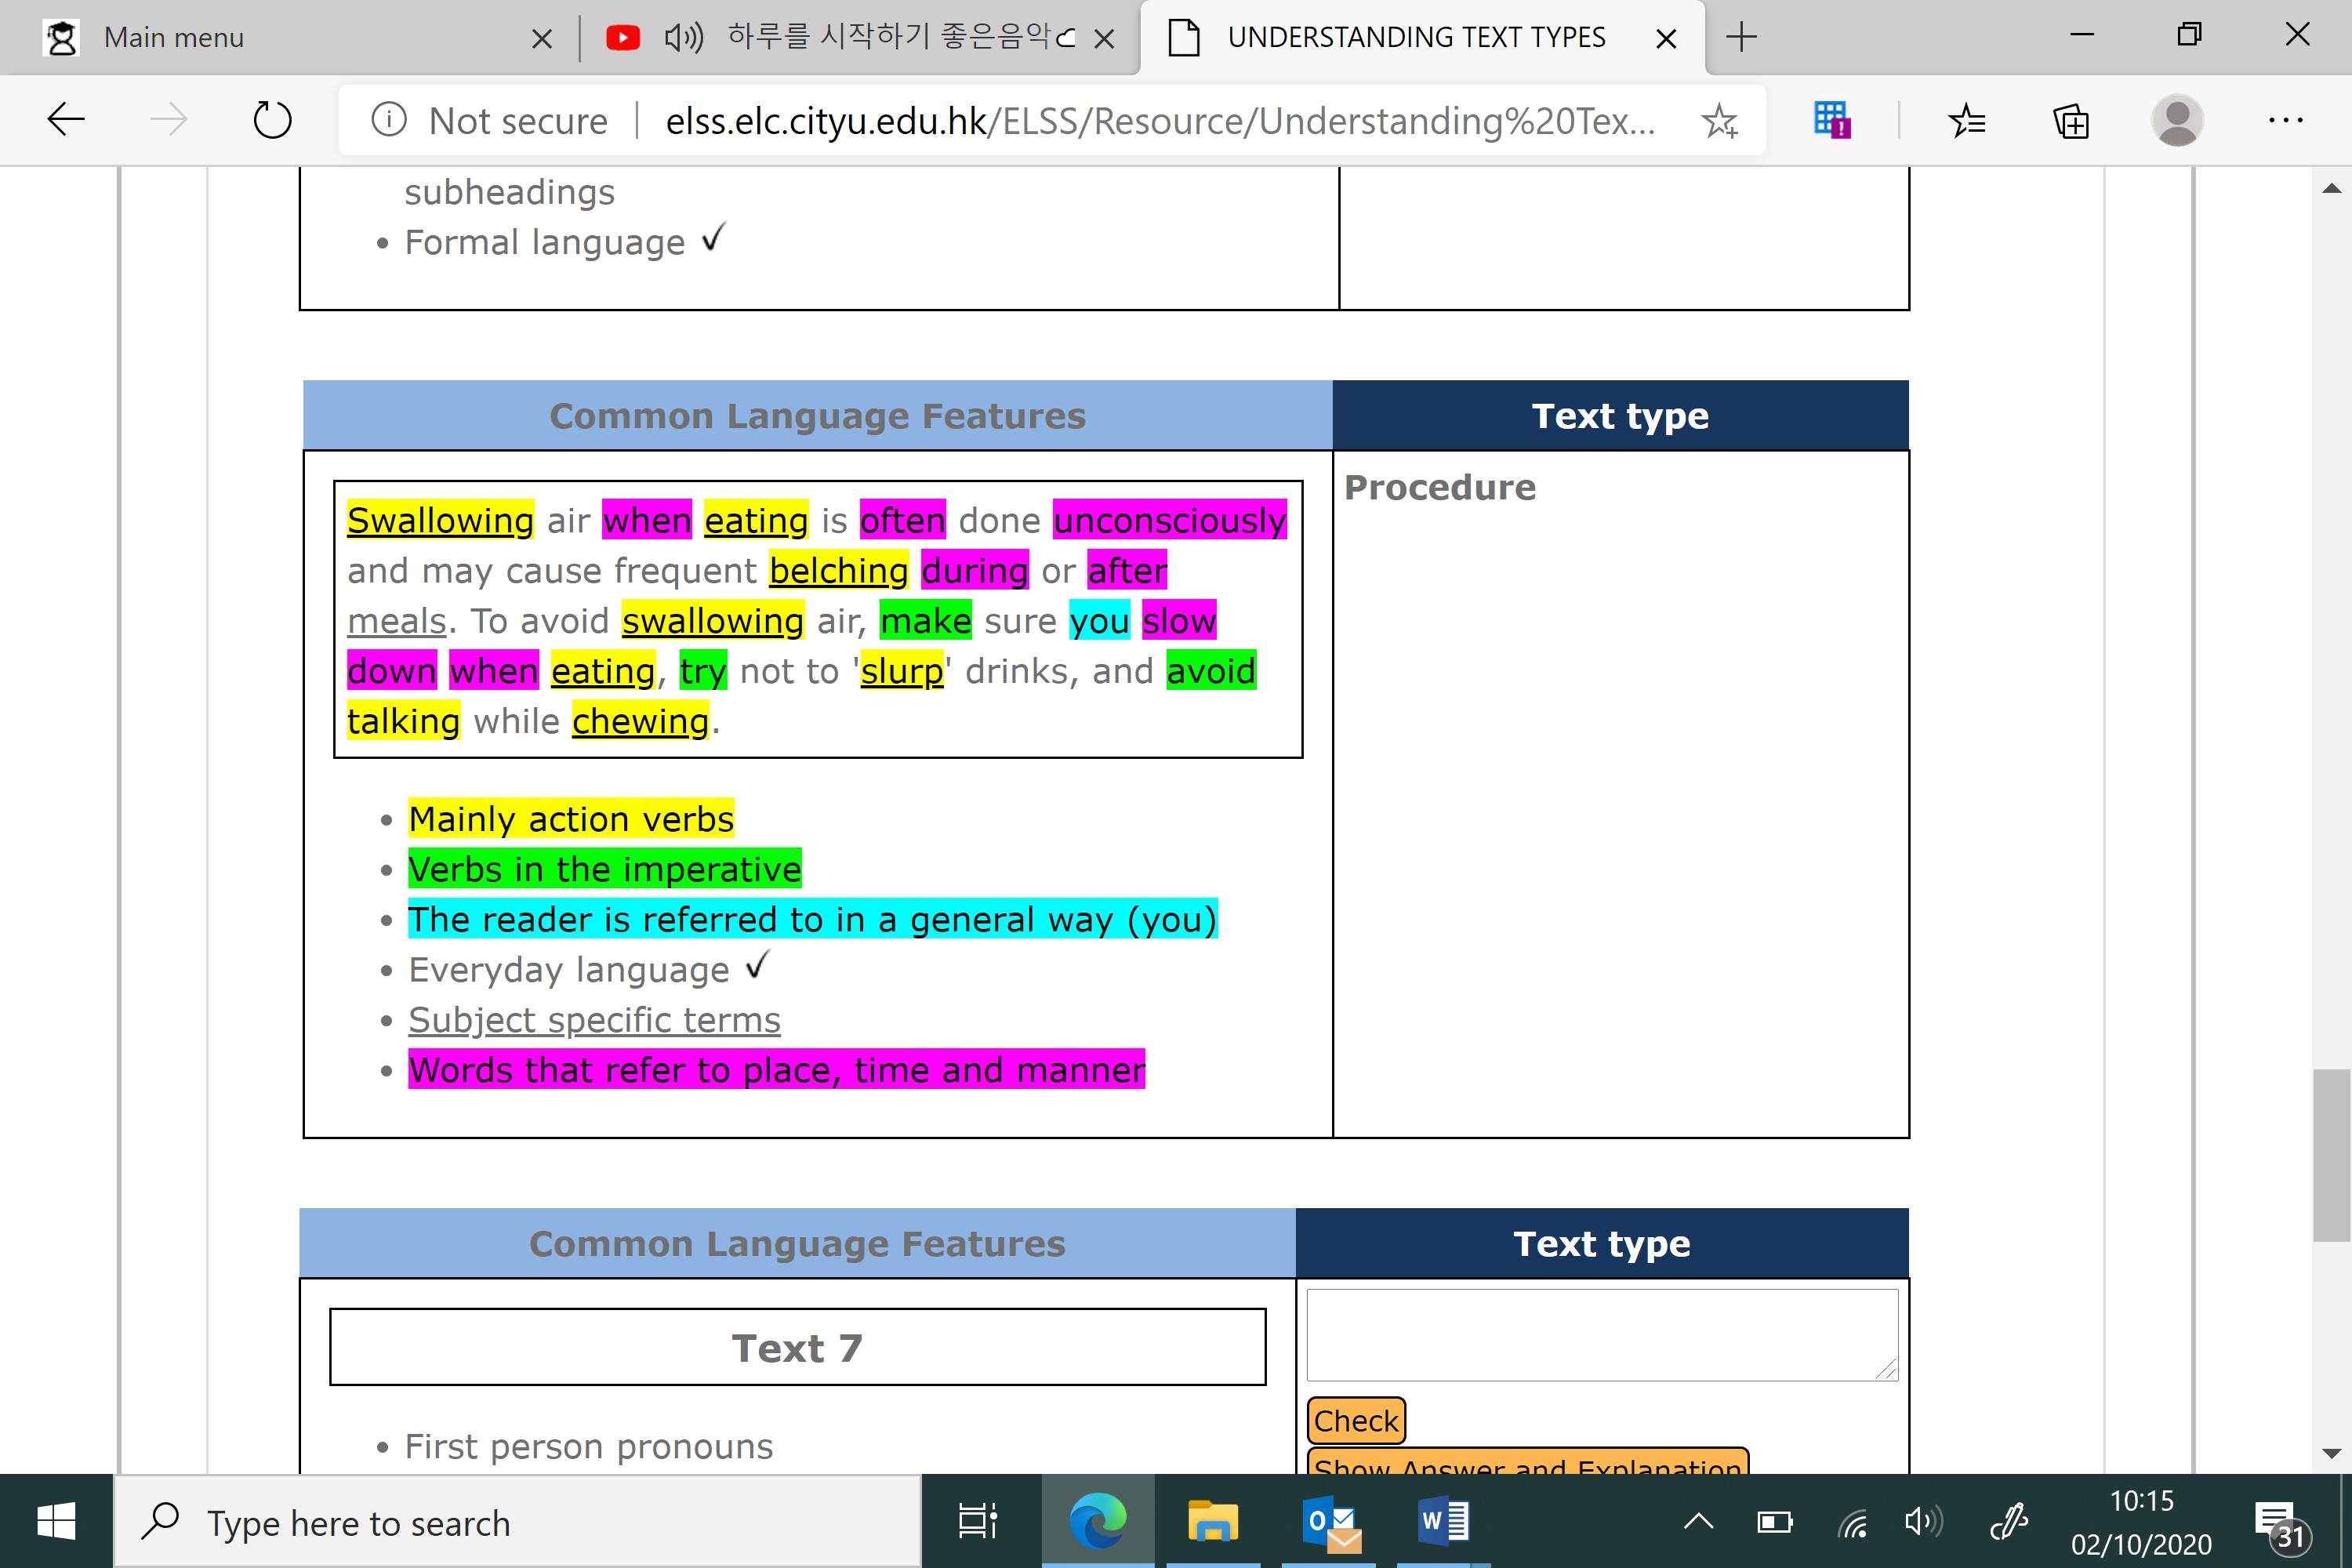 Main menu
하루를 시작하기 좋은음악
UNDERSTANDING TEXT TYPES
Not secure
elss.elc.cityu.edu.hk/ELSS/Resource/Understanding%20Tex...
subheadings
• Formal language ✓
Common Language Features
Text type
Swallowing air when eating is often done unconsciously
and may cause frequent belching during or after
meals. To avoid swallowing air, make sure you slow
down when eating, try not to 'slurp' drinks, and avoid
talking while chewing.
Procedure
• Mainly action verbs
• Verbs in the imperative
• The reader is referred to in a general way (you)
• Everyday language ✓
• Subject specific terms
• Words that refer to place, time and manner
Common Language Features
Text type
Text 7
• First person pronouns
Check
Show Answer and Explanation
Type here to search
10:15
02/10/2020
31